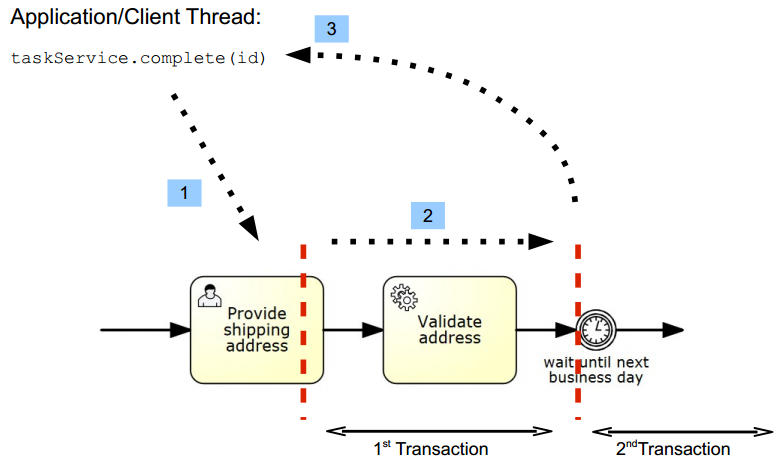 Application/Client Thread:
3
taskService.complete(id)
1
2
Provide
shipping
address
Validate
address
wait until next
business day
1st Transaction
2ndTransaction